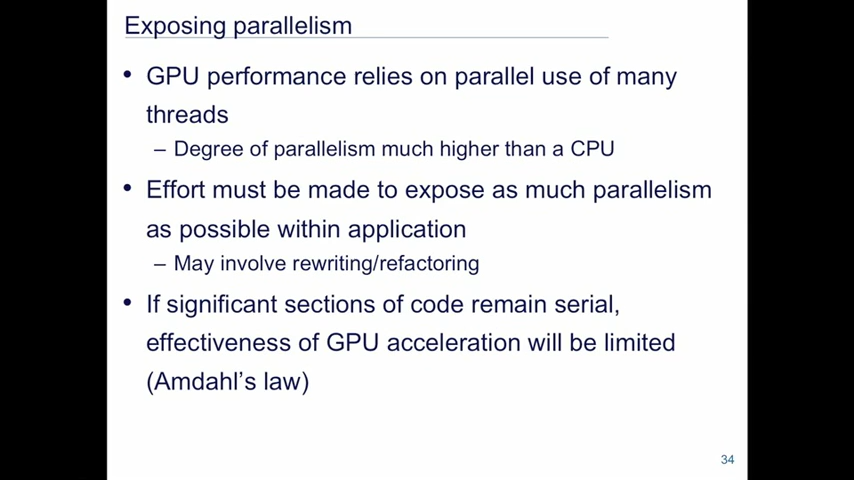 Exposing parallelism
• GPU performance relies on parallel use of many
threads
– Degree of parallelism much higher than a CPU
• Effort must be made to expose as much parallelism
as possible within application
– May involve rewriting/refactoring
• If significant sections of code remain serial,
effectiveness of GPU acceleration will be limited
(Amdahl’s law)
34